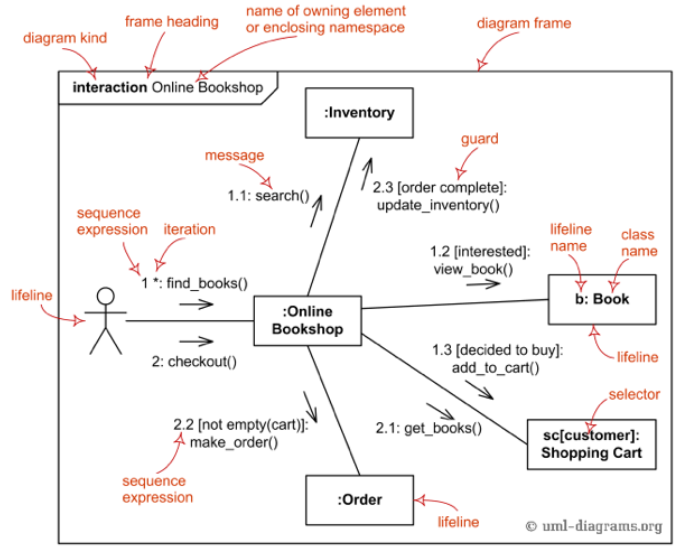 name of owning element
or enclosing namespace
frame heading
diagram kind
diagram frame
interaction Online Bookshop
:Inventory
guard
message
1.1: search()
2.3 [order complete]:
update_inventory()
sequence
expression
iteration
lifeline
name
class
name
1.2 [interested]:
view_book()
1 *: find_books()
lifeline
:Online
Bookshop
b: Book
2: checkout()
1.3 [decided to buy]:
add_to_cart()
lifeline
selector
2.2 [not empty(cart)]:
make_order()
2.1: get_books()
sc[customer]:
Shopping Cart
sequence
expression
:Order
lifeline
© uml-diagrams.org